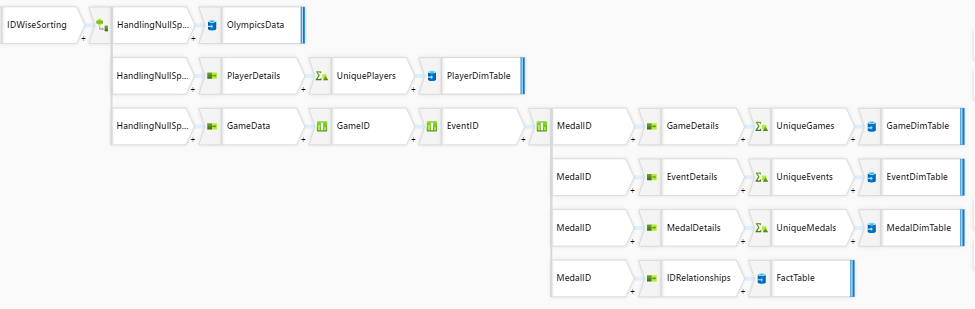 IDWiseSorting HandlingNullSp... OlympicsData
HandlingNullSp... PlayerDetails UniquePlayers PlayerDimTable
HandlingNullSp... GameData GameID EventID MedalID GameDetails UniqueGames GameDimTable
MedalID EventDetails UniqueEvents EventDimTable
MedalID MedalDetails UniqueMedals MedalDimTable
MedalID IDRelationships FactTable